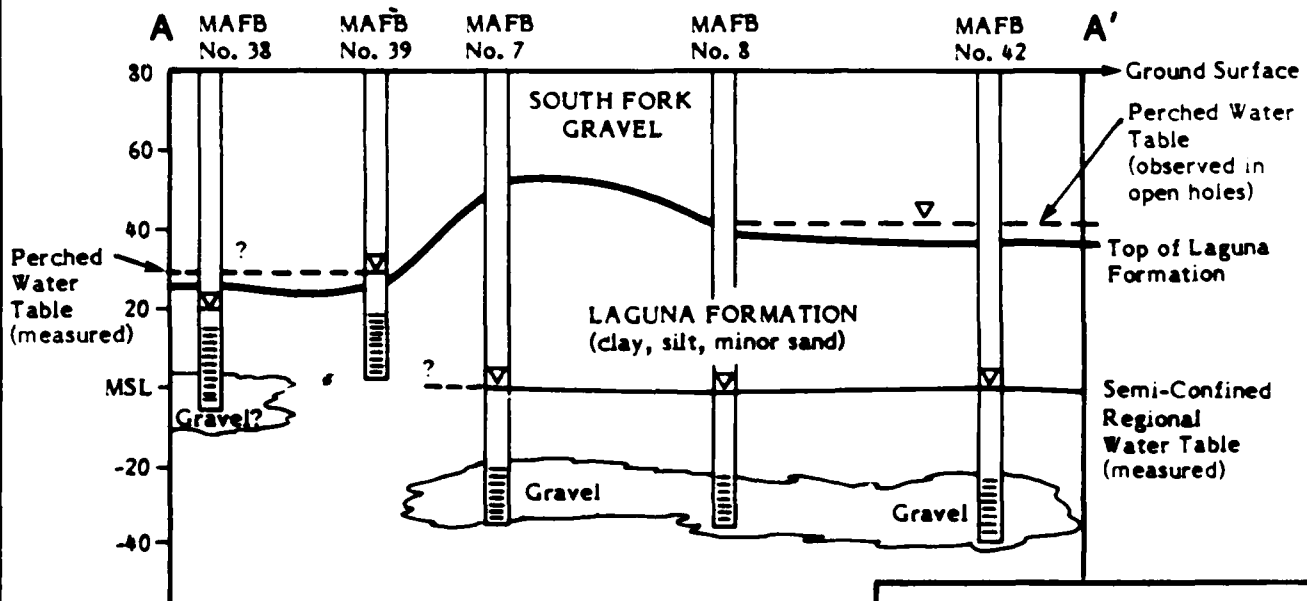 A
MAFB
No. 38
MAFB
No. 39
MAFB
No. 7
MAFB
No. 8
MAFB
No. 42
A'
80
60
40
20
MSL
-20
-40
Ground Surface
SOUTH FORK
GRAVEL
Perched Water
Table
(observed in
open holes)
?
Perched
Water
Table
(measured)
Top of Laguna
Formation
LAGUNA FORMATION
(clay, silt, minor sand)
?
Gravel?
Semi-Confined
Regional
Water Table
(measured)
Gravel
Gravel